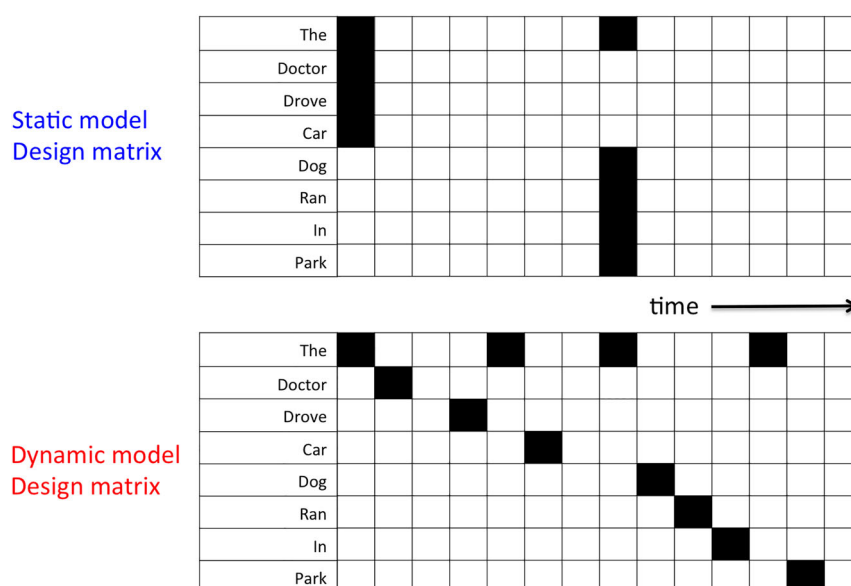 The
Doctor
Drove
Car
Dog
Ran
In
Park
Static model
Design matrix
time
The
Doctor
Drove
Car
Dog
Ran
In
Park
Dynamic model
Design matrix